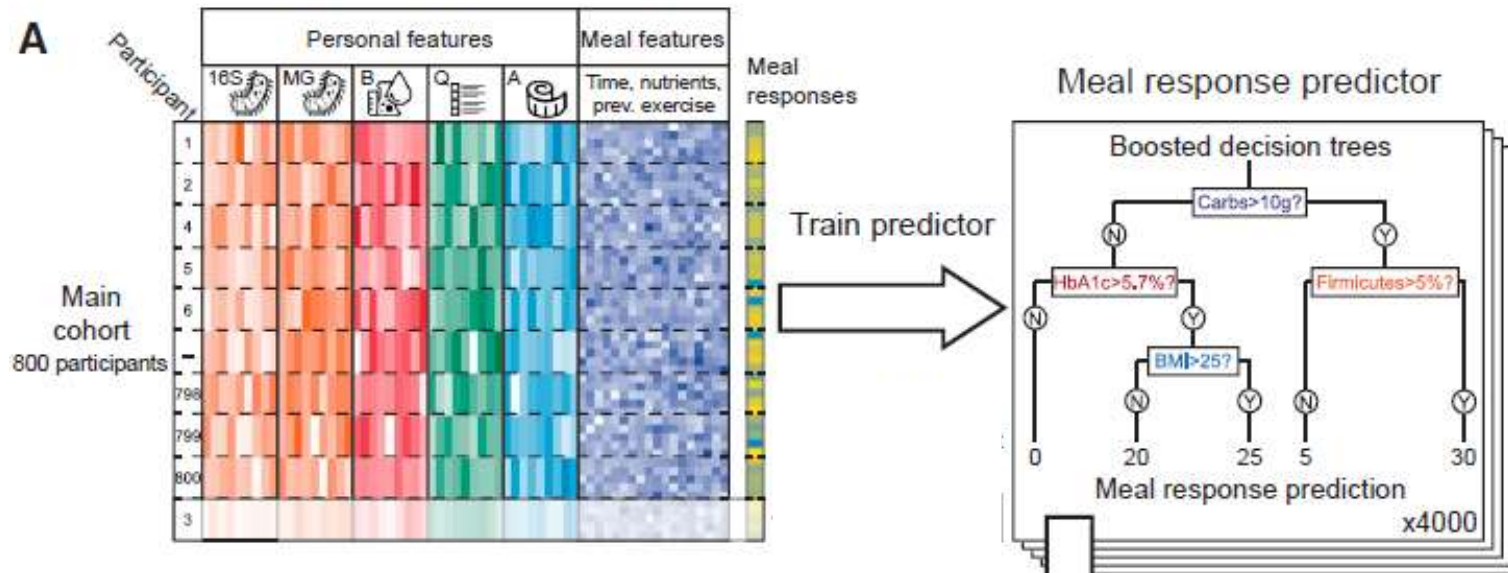 A
Participant
Personal features
Meal features
16S
MG
B
Q
A
Time, nutrients,
prev. exercise
Meal
responses
1
2
4
5
6
798
799
800
3
Main
cohort
800 participants
Train predictor
Meal response predictor
Boosted decision trees
Carbs>10g?
N
Y
HbA1c>5.7%?
Firmicutes>5%?
N
Y
BMI>25?
N
Y
N
Y
0
20
25
5
30
Meal response prediction
x4000